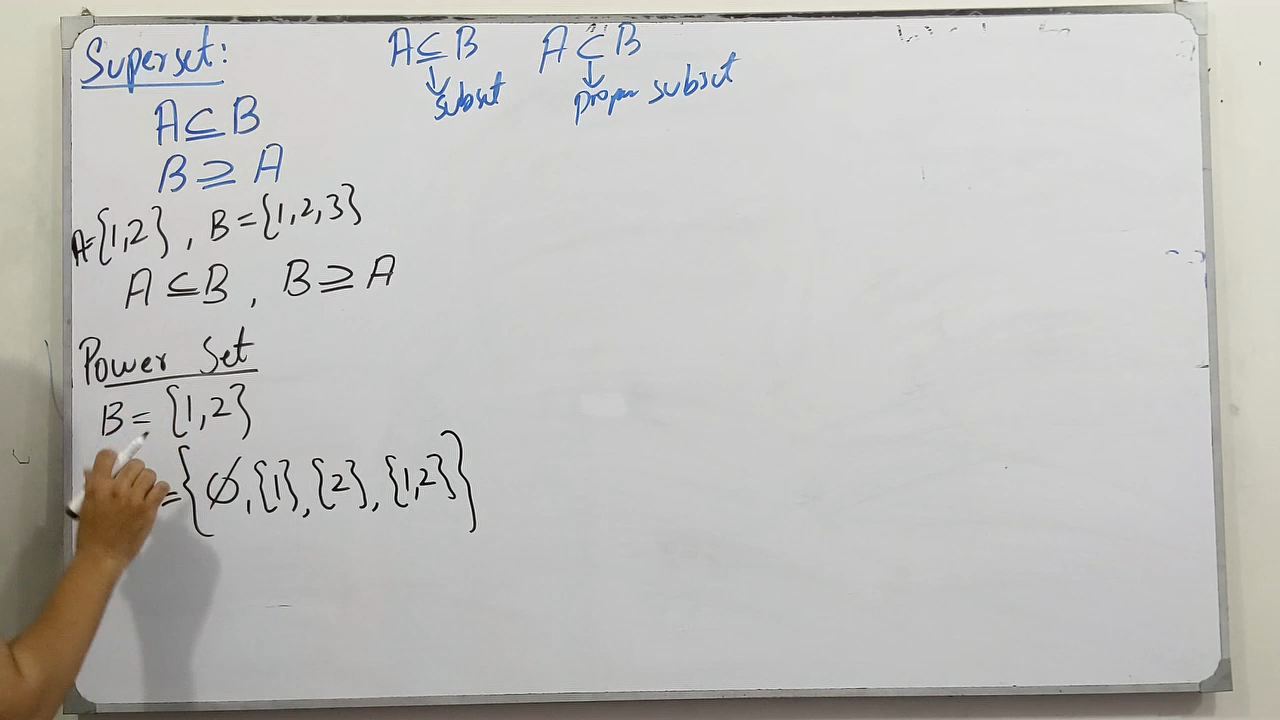 Superset:
A ⊆ B
B ⊇ A
A={1,2} , B={1,2,3}
A ⊆ B , B ⊇ A
A ⊆ B   A ⊂ B
subset   proper subset
Power Set
B = {1,2}
= {∅, {1}, {2}, {1,2}}